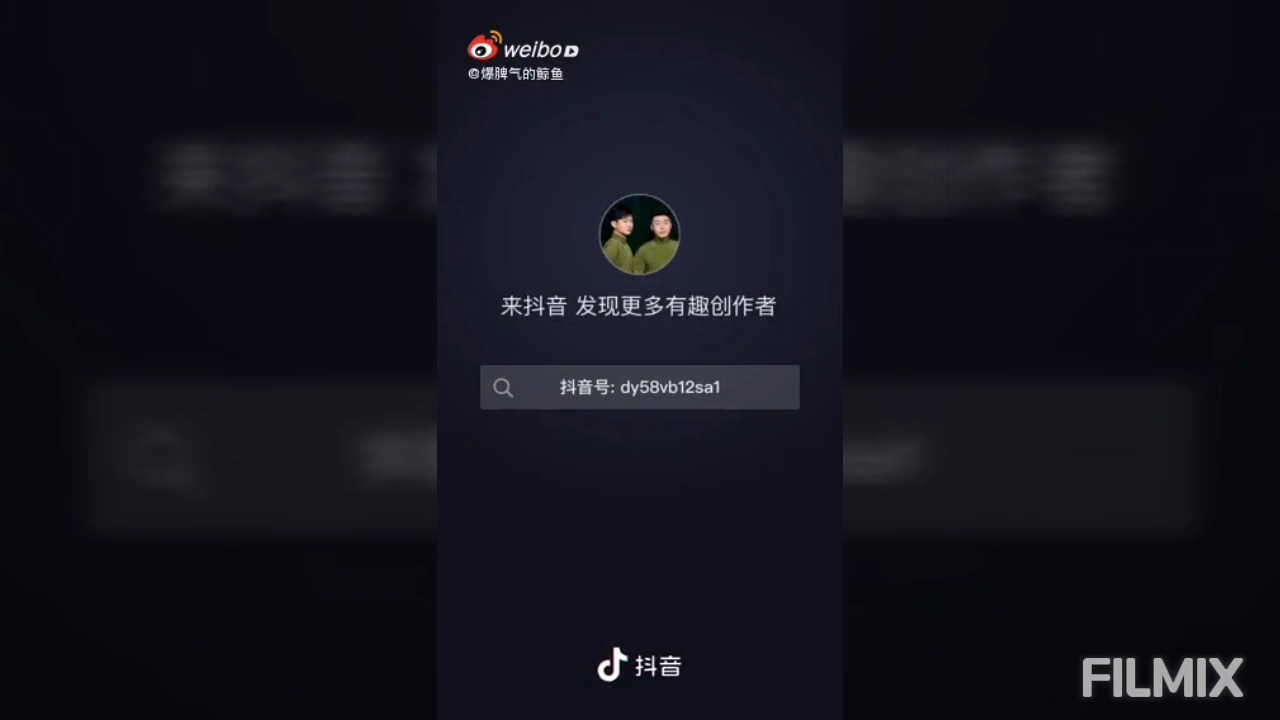 weibo
@爆脾气的鲸鱼
来抖音 发现更多有趣创作者
抖音号: dy58vb12sa1
抖音
FILMIX